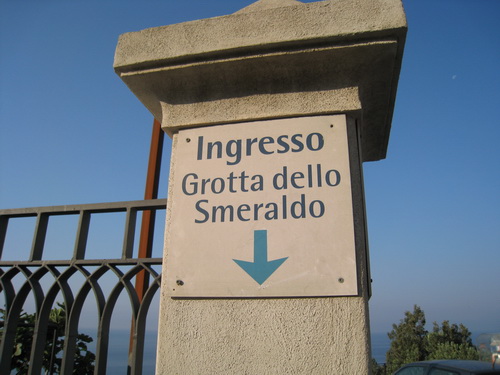 Ingresso
Grotta dello
Smeraldo